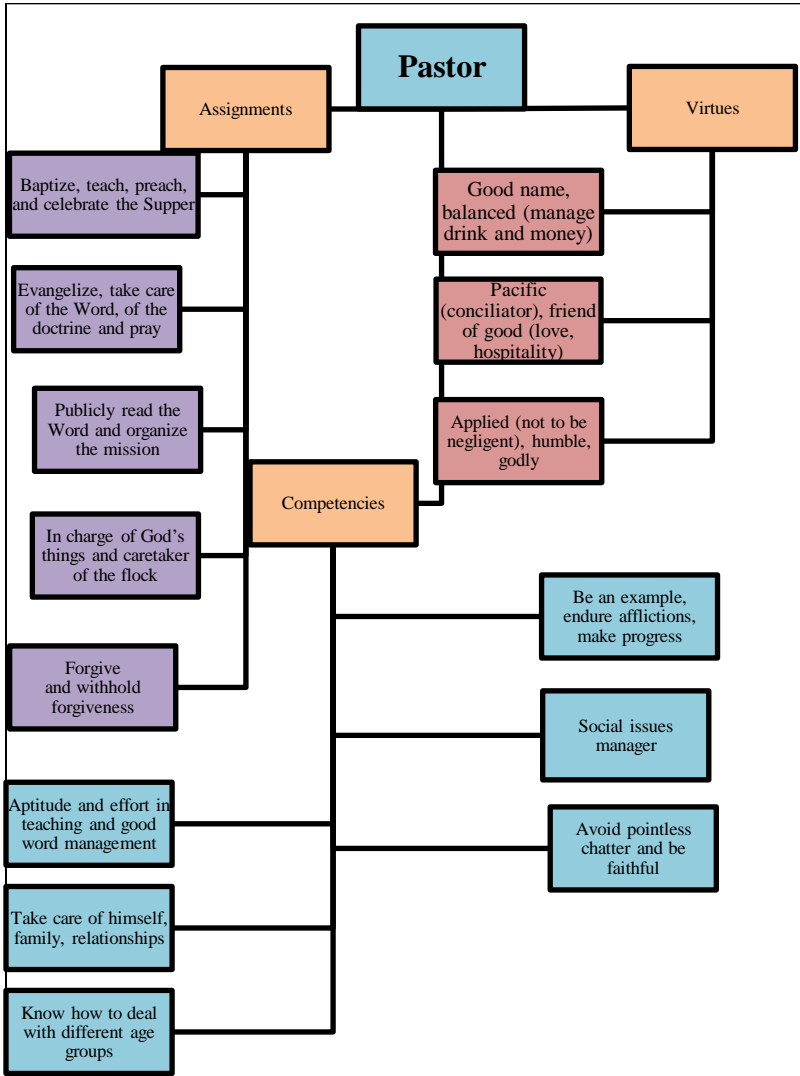 Pastor
Assignments
Virtues
Baptize, teach, preach,
and celebrate the Supper
Evangelize, take care
of the Word, of the
doctrine and pray
Publicly read the
Word and organize
the mission
In charge of God’s
things and caretaker
of the flock
Forgive
and withhold
forgiveness
Good name,
balanced (manage
drink and money)
Pacific
(conciliator), friend
of good (love,
hospitality)
Applied (not to be
negligent), humble,
godly
Competencies
Be an example,
endure afflictions,
make progress
Social issues
manager
Avoid pointless
chatter and be
faithful
Aptitude and effort in
teaching and good
word management
Take care of himself,
family, relationships
Know how to deal
with different age
groups